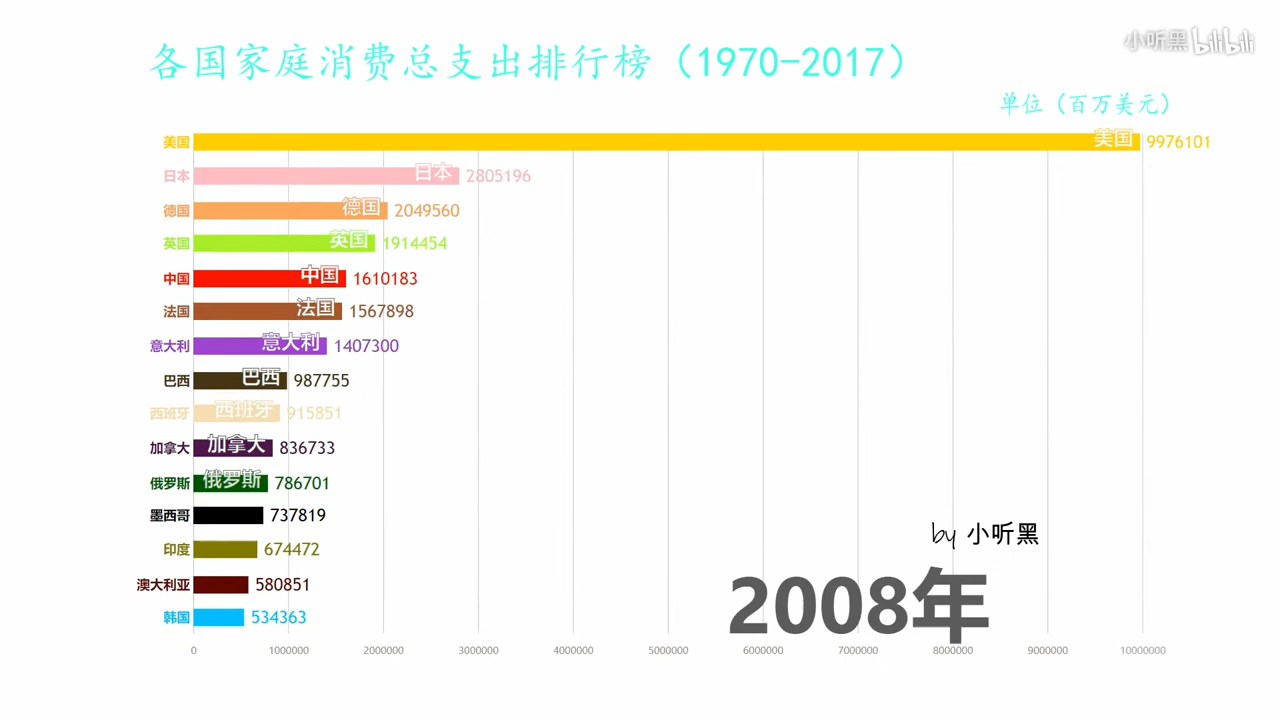 各国家庭消费总支出排行榜（1970-2017）
小听黑 bilibili
单位（百万美元）
美国 美国 9976101
日本 日本 2805196
德国 德国 2049560
英国 英国 1914454
中国 中国 1610183
法国 法国 1567898
意大利 意大利 1407300
巴西 巴西 987755
西班牙 西班牙 915851
加拿大 加拿大 836733
俄罗斯 俄罗斯 786701
墨西哥 737819
印度 674472
澳大利亚 580851
韩国 534363
by 小听黑
2008年
0 1000000 2000000 3000000 4000000 5000000 6000000 7000000 8000000 9000000 10000000